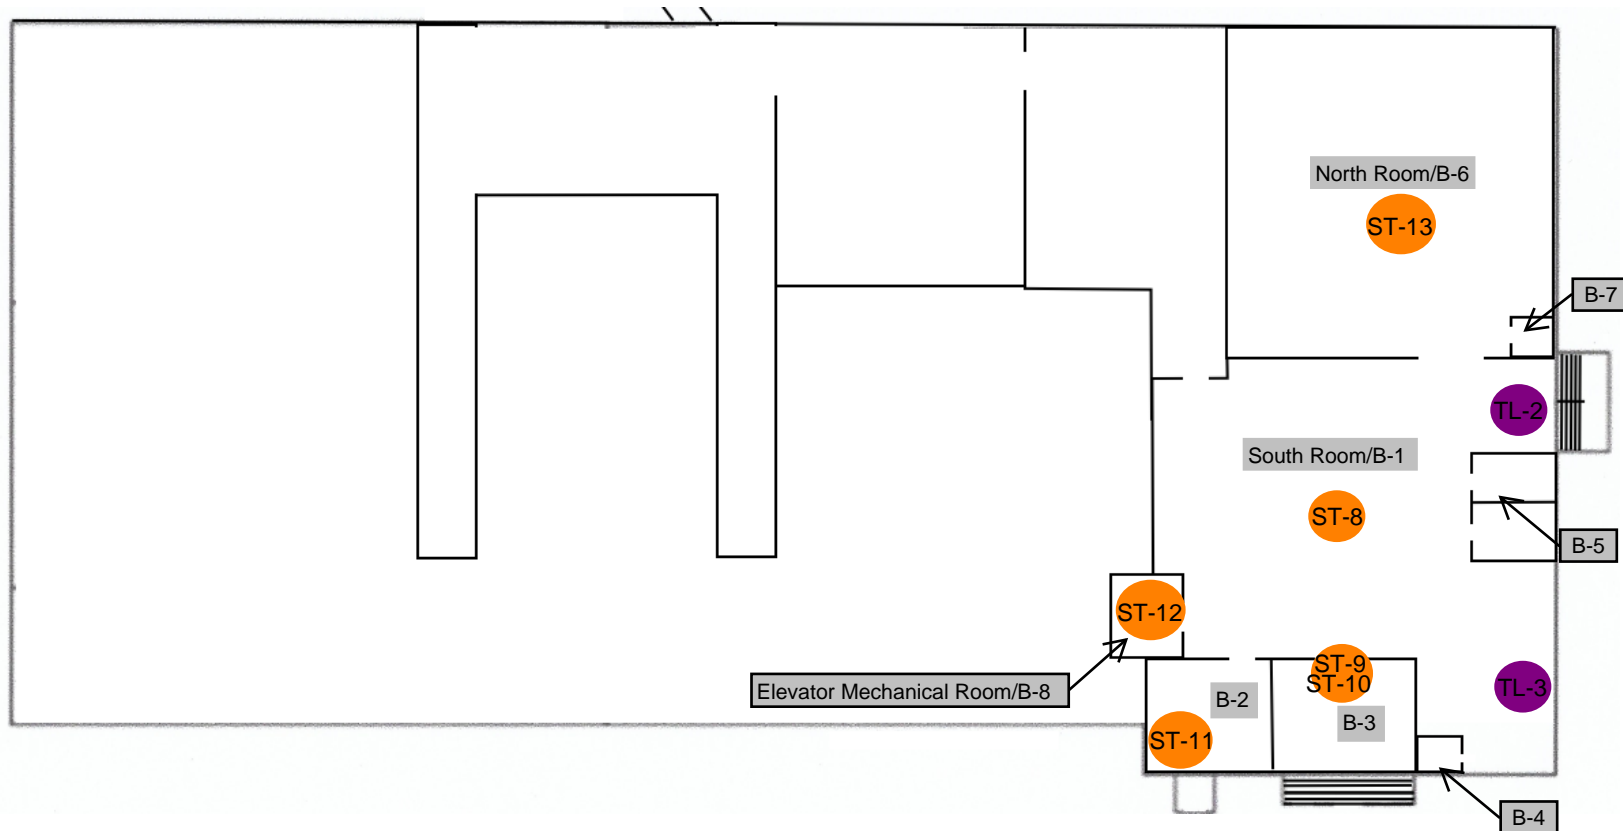 North Room/B-6
ST-13
B-7
TL-2
South Room/B-1
ST-8
B-5
ST-12
ST-9
ST-10
TL-3
Elevator Mechanical Room/B-8
B-2
B-3
ST-11
B-4